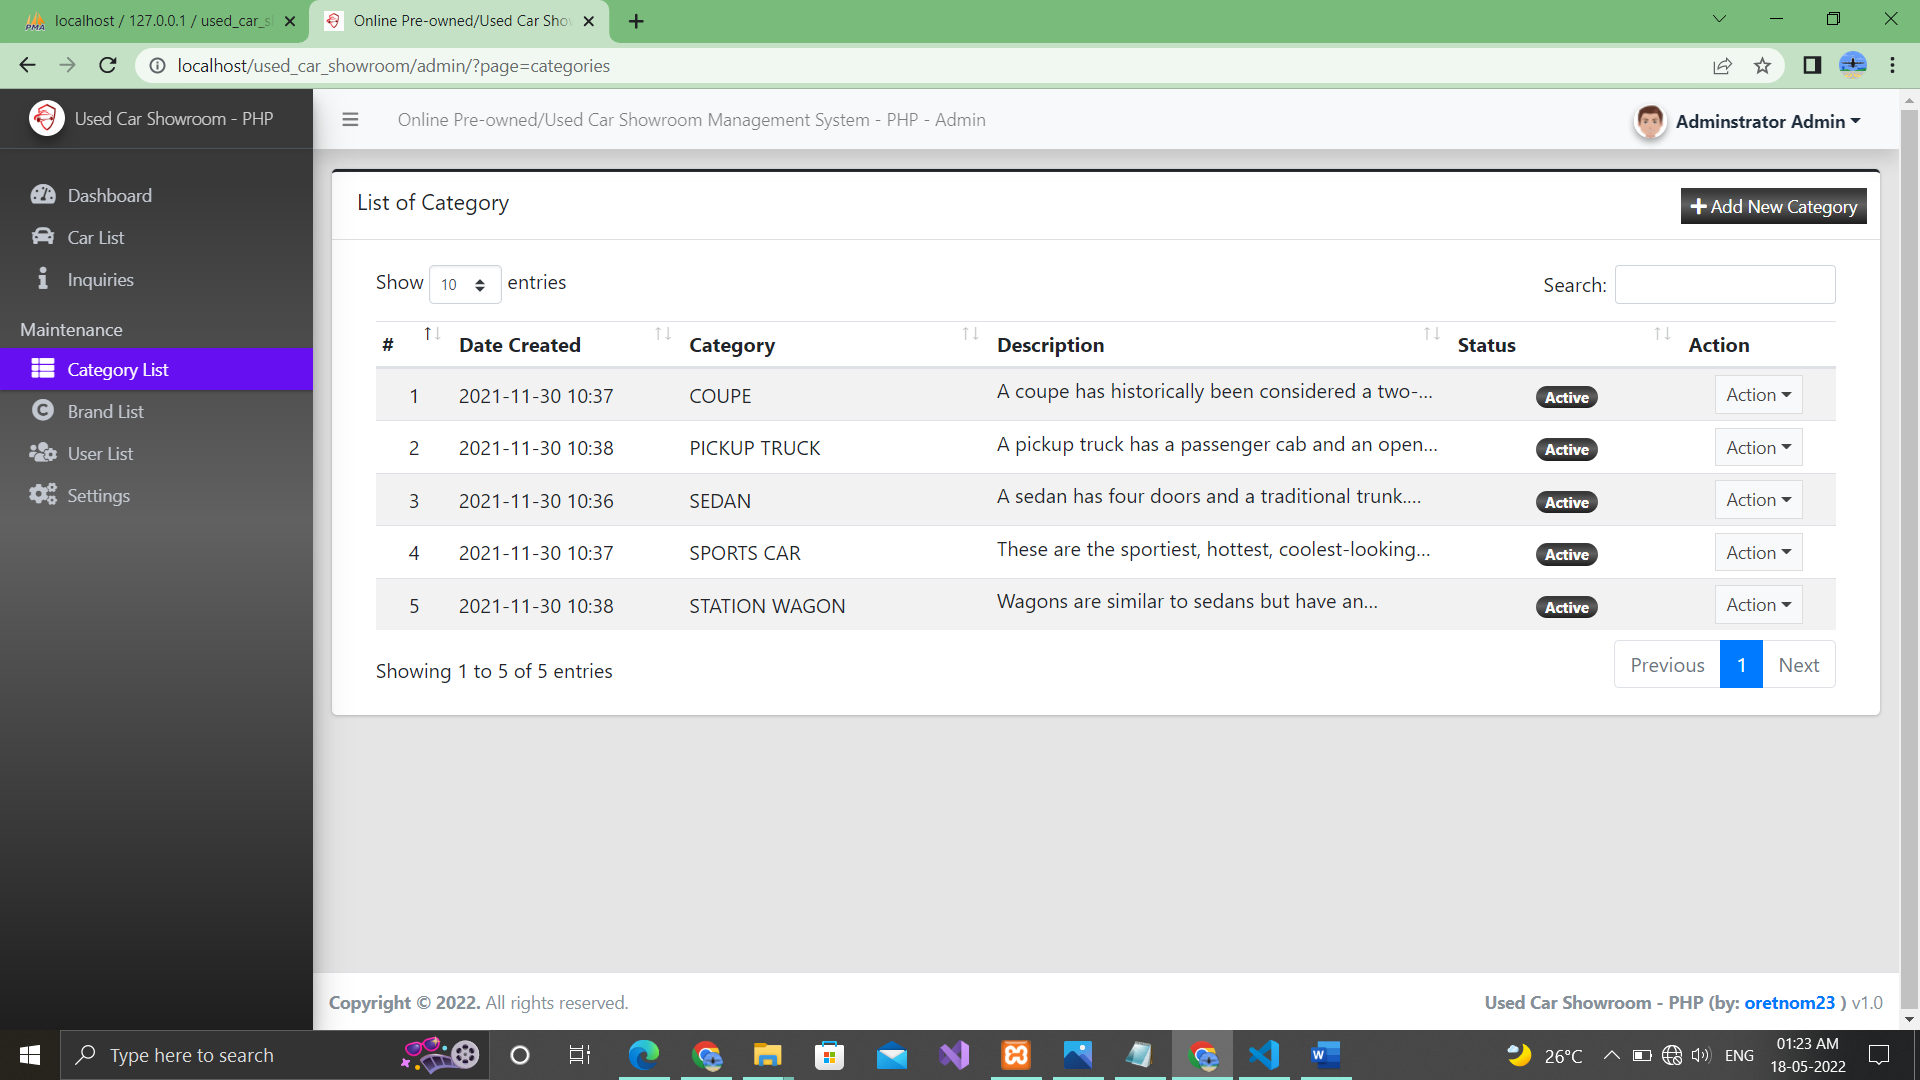 localhost / 127.0.0.1 / used_car_s
Online Pre-owned/Used Car Sho
localhost/used_car_showroom/admin/?page=categories
Used Car Showroom - PHP
Online Pre-owned/Used Car Showroom Management System - PHP - Admin
Adminstrator Admin
Dashboard
Car List
Inquiries
Maintenance
Category List
Brand List
User List
Settings
List of Category
Add New Category
Show 10 entries
Search:
# Date Created Category Description Status Action
1 2021-11-30 10:37 COUPE A coupe has historically been considered a two-... Active Action
2 2021-11-30 10:38 PICKUP TRUCK A pickup truck has a passenger cab and an open... Active Action
3 2021-11-30 10:36 SEDAN A sedan has four doors and a traditional trunk.... Active Action
4 2021-11-30 10:37 SPORTS CAR These are the sportiest, hottest, coolest-looking... Active Action
5 2021-11-30 10:38 STATION WAGON Wagons are similar to sedans but have an... Active Action
Showing 1 to 5 of 5 entries
Previous 1 Next
Copyright © 2022. All rights reserved.
Used Car Showroom - PHP (by: oretnom23 ) v1.0
Type here to search
26°C
ENG
01:23 AM
18-05-2022